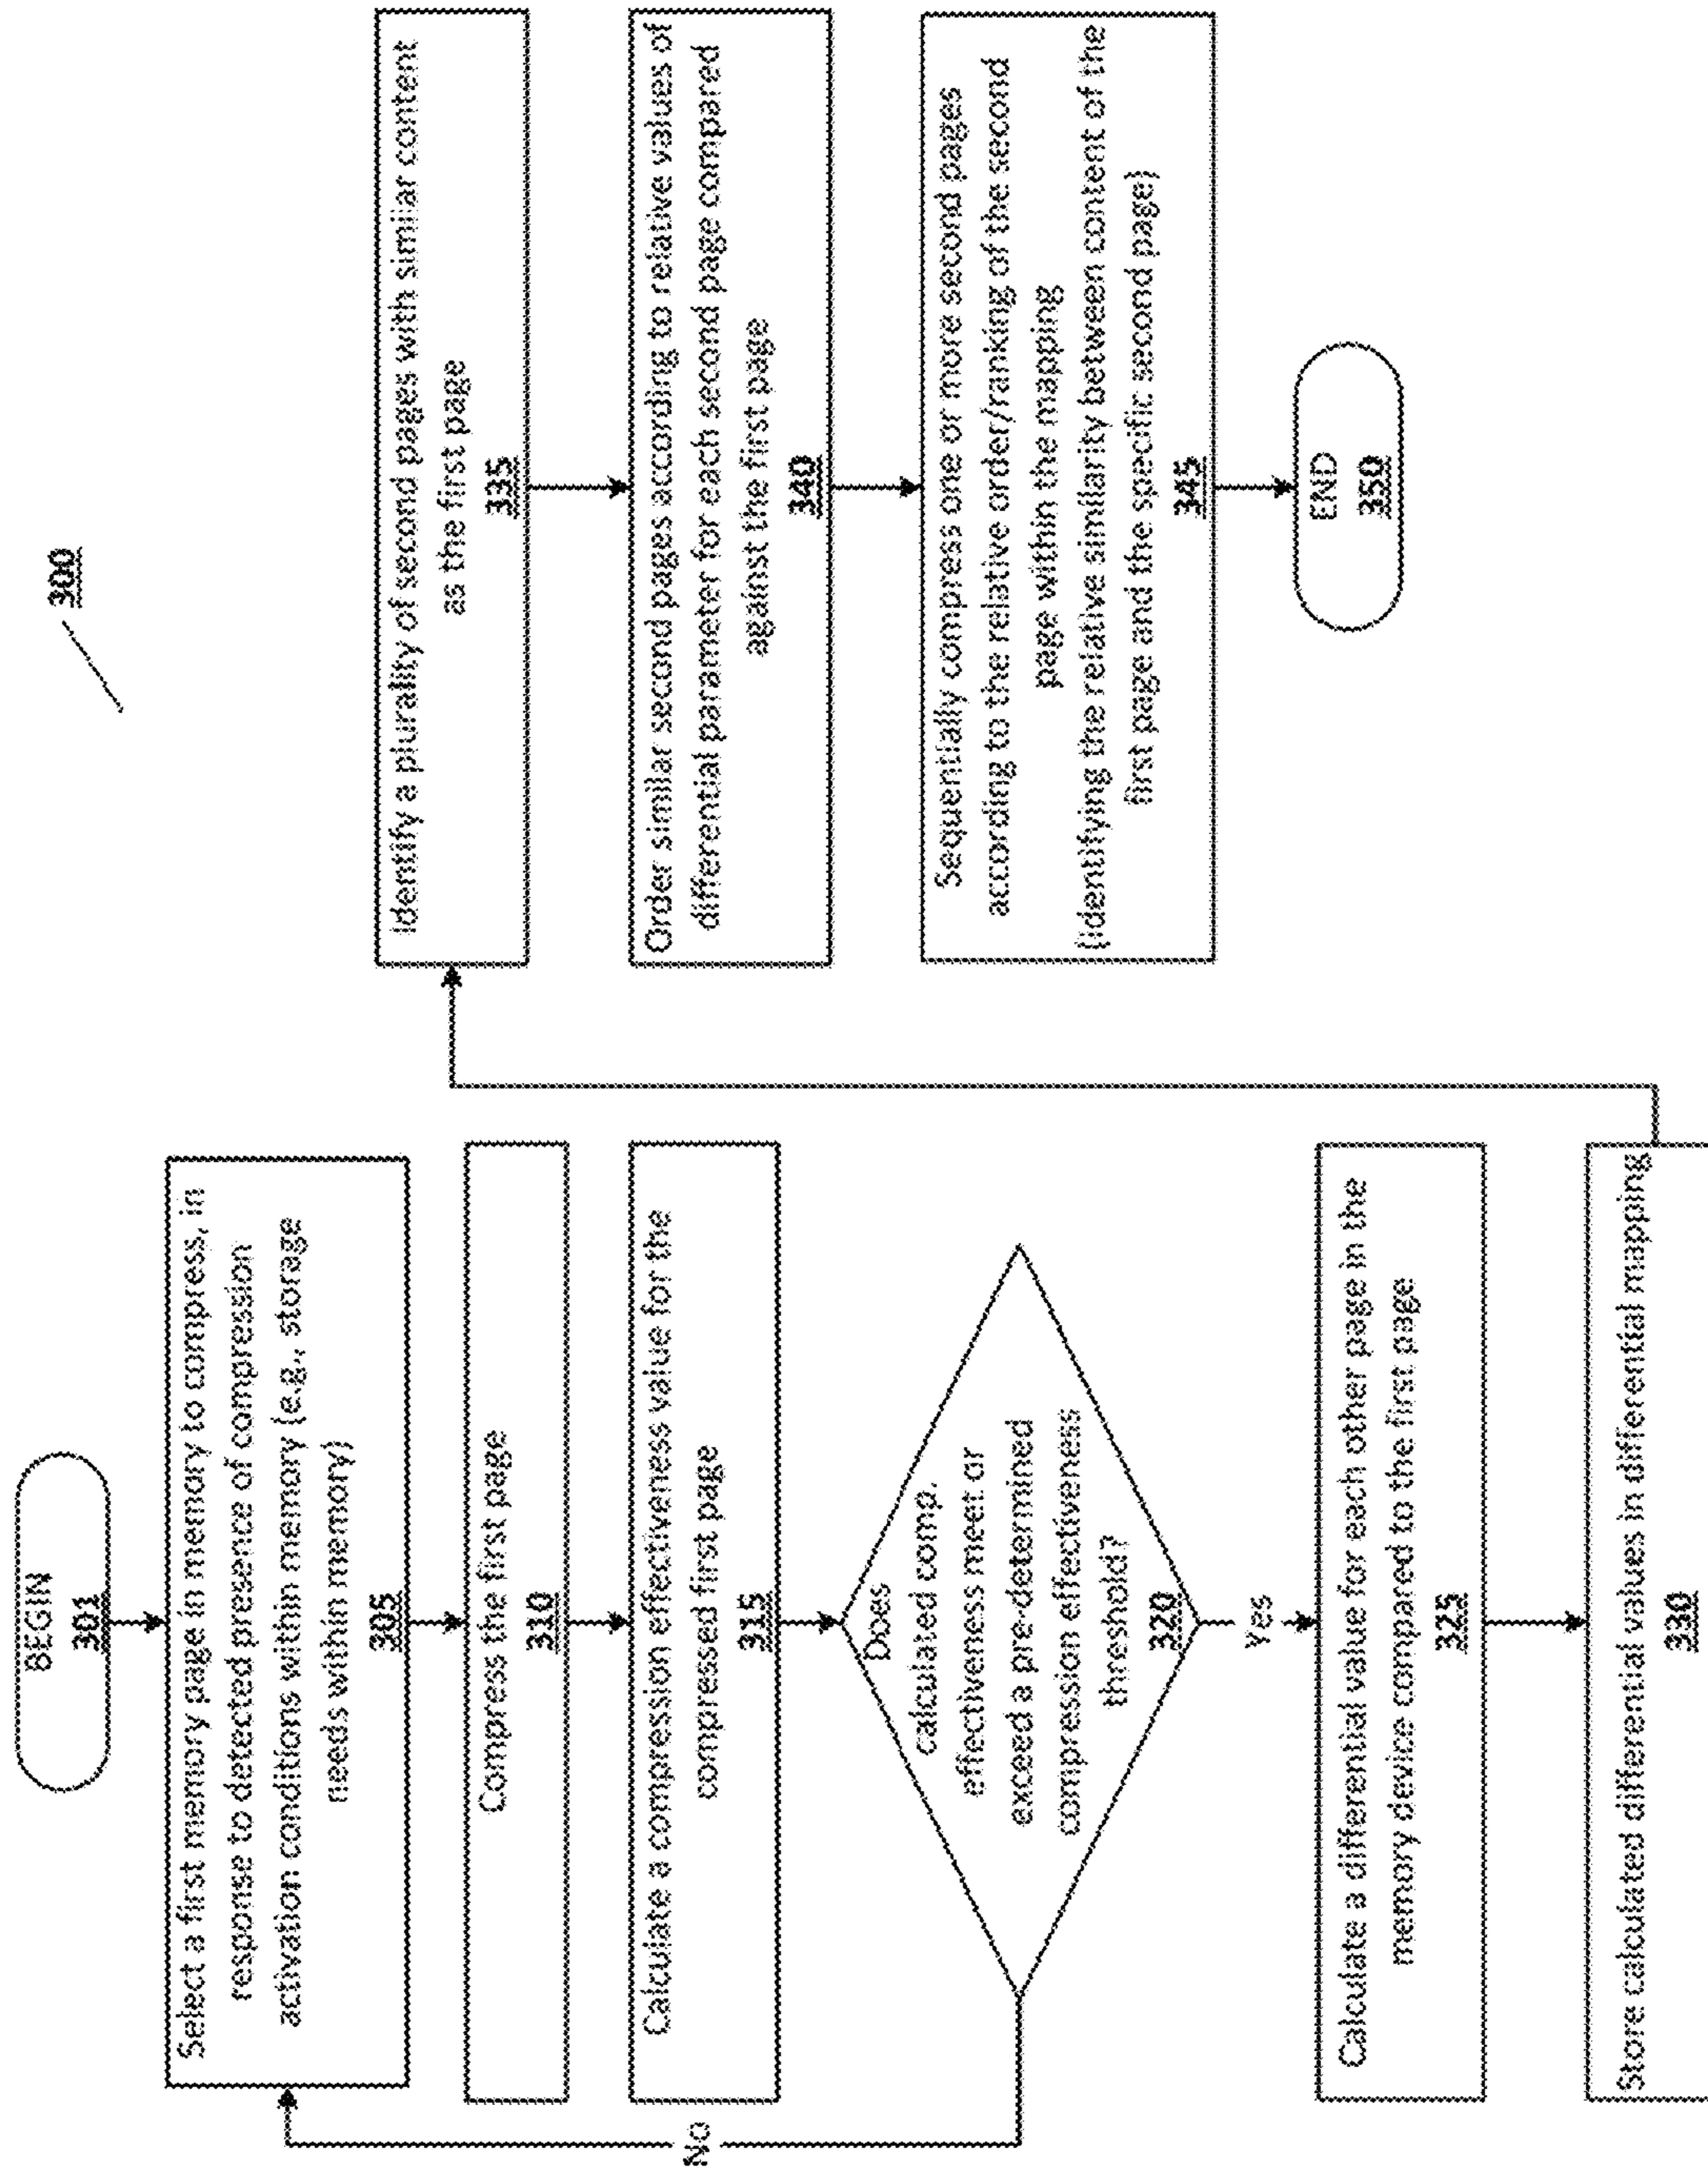 300
BEGIN
301
Select a first memory page in memory to compress, in
response to detected presence of compression
activation conditions within memory (e.g., storage
needs within memory)
305
Compress the first page
310
Calculate a compression effectiveness value for the
compressed first page
315
Does
calculated comp.
effectiveness meet or
exceed a pre-determined
compression effectiveness
threshold?
320
No
Yes
Calculate a differential value for each other page in the
memory device compared to the first page
325
Store calculated differential values in differential mapping
330
Identify a plurality of second pages with similar content
as the first page
335
Order similar second pages according to relative values of
differential parameter for each second page compared
against the first page
340
Sequentially compress one or more second pages
according to the relative order/ranking of the second
page within the mapping
(identifying the relative similarity between content of the
first page and the specific second page)
345
END
350